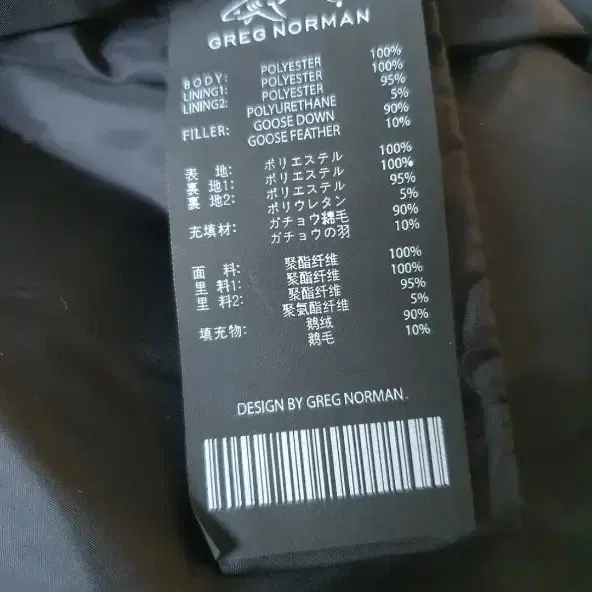 GREG NORMAN
BODY: POLYESTER 100%
LINING1: POLYESTER 100%
LINING2: POLYESTER 95%
POLYURETHANE 5%
FILLER: GOOSE DOWN 90%
GOOSE FEATHER 10%
表 地: ポリエステル 100%
裏 地1: ポリエステル 100%
裏 地2: ポリエステル 95%
ポリウレタン 5%
充填材: ガチョウ綿毛 90%
ガチョウの羽 10%
面 料: 聚酯纤维 100%
里 料1: 聚酯纤维 100%
里 料2: 聚酯纤维 95%
聚氨酯纤维 5%
填充物: 鹅绒 90%
鹅毛 10%
DESIGN BY GREG NORMAN.